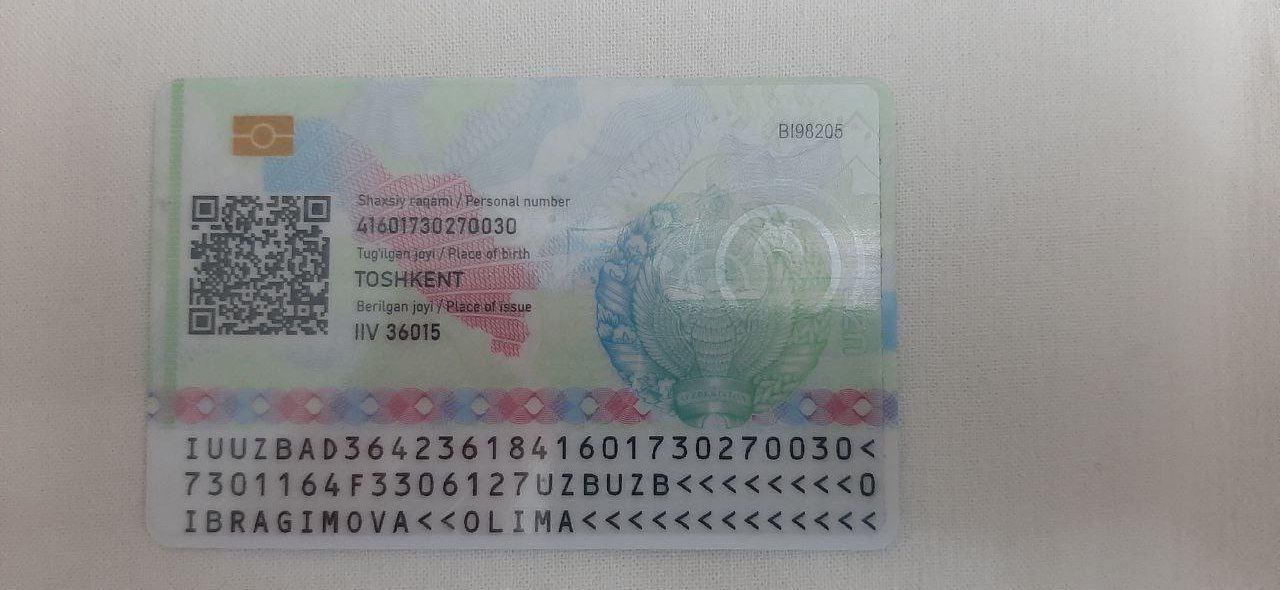 BI98205
Shaxsiy raqami / Personal number
41601730270030
Tug'ilgan joyi / Place of birth
TOSHKENT
Berilgan joyi / Place of issue
IIV 36015
IUUZBAD3642361841601730270030<
7301164F3306127UZBUZB<<<<<<<<0
IBRAGIMOVA<<OLIMA<<<<<<<<<<<<<